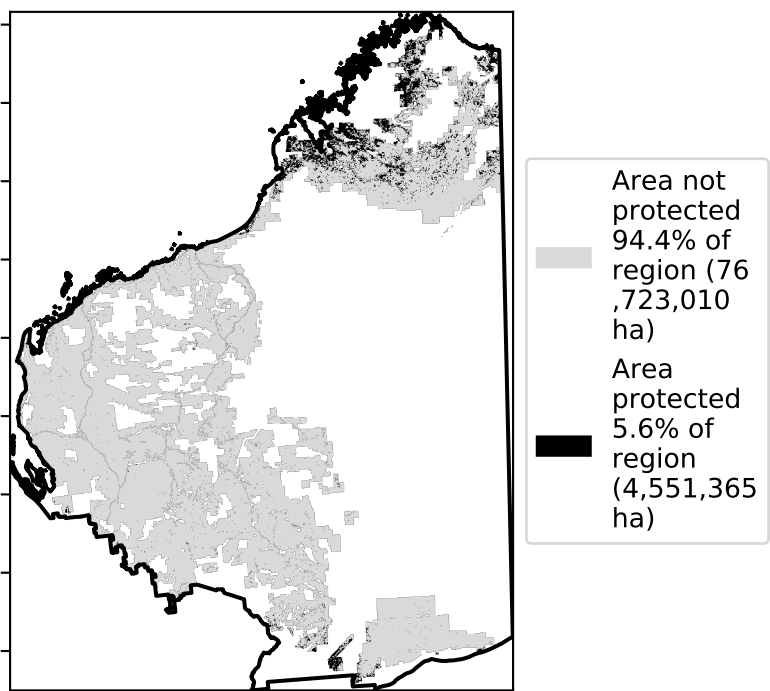 Area not
protected
94.4% of
region (76
,723,010
ha)
Area
protected
5.6% of
region
(4,551,365
ha)